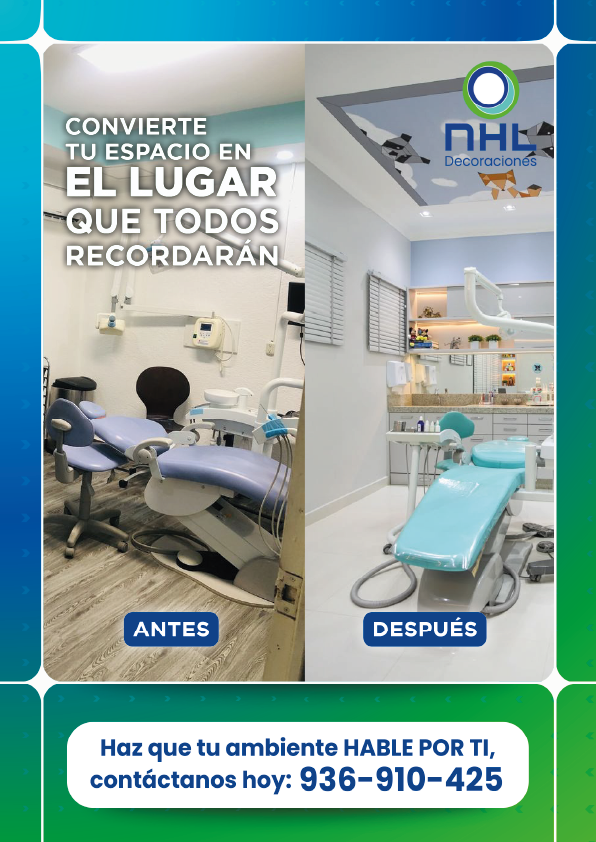 CONVIERTE
TU ESPACIO EN
EL LUGAR
QUE TODOS
RECORDARÁN
NHL
Decoraciones
ANTES
DESPUÉS
Haz que tu ambiente HABLE POR TI,
contáctanos hoy: 936-910-425